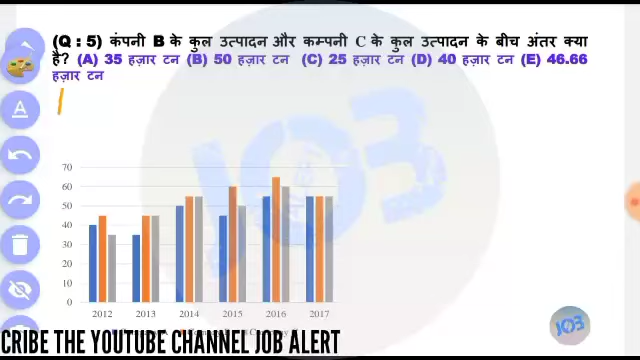 (Q : 5) कंपनी B के कुल उत्पादन और कम्पनी C के कुल उत्पादन के बीच अंतर क्या
है? (A) 35 हज़ार टन (B) 50 हज़ार टन (C) 25 हज़ार टन (D) 40 हज़ार टन (E) 46.66
हज़ार टन
A
JOB
70
60
50
40
30
20
10
0
2012 2013 2014 2015 2016 2017
CRIBE THE YOUTUBE CHANNEL JOB ALERT
JOB